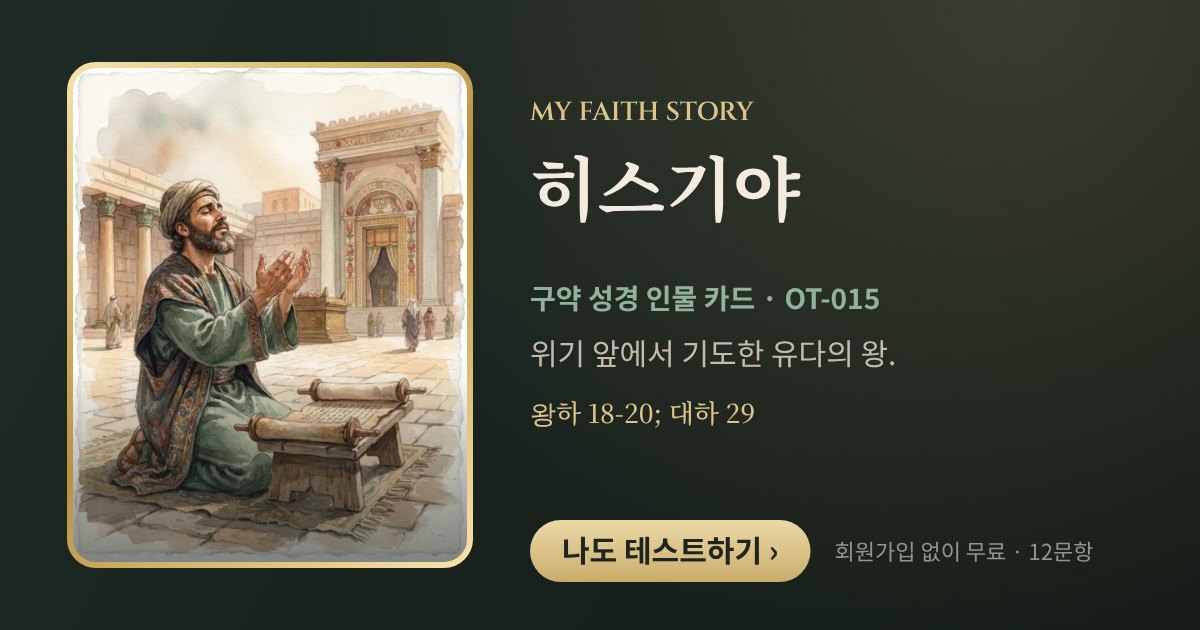 MY FAITH STORY
히스기야
구약 성경 인물 카드 · OT-015
위기 앞에서 기도한 유다의 왕.
왕하 18-20; 대하 29
나도 테스트하기 ›
회원가입 없이 무료 · 12문항